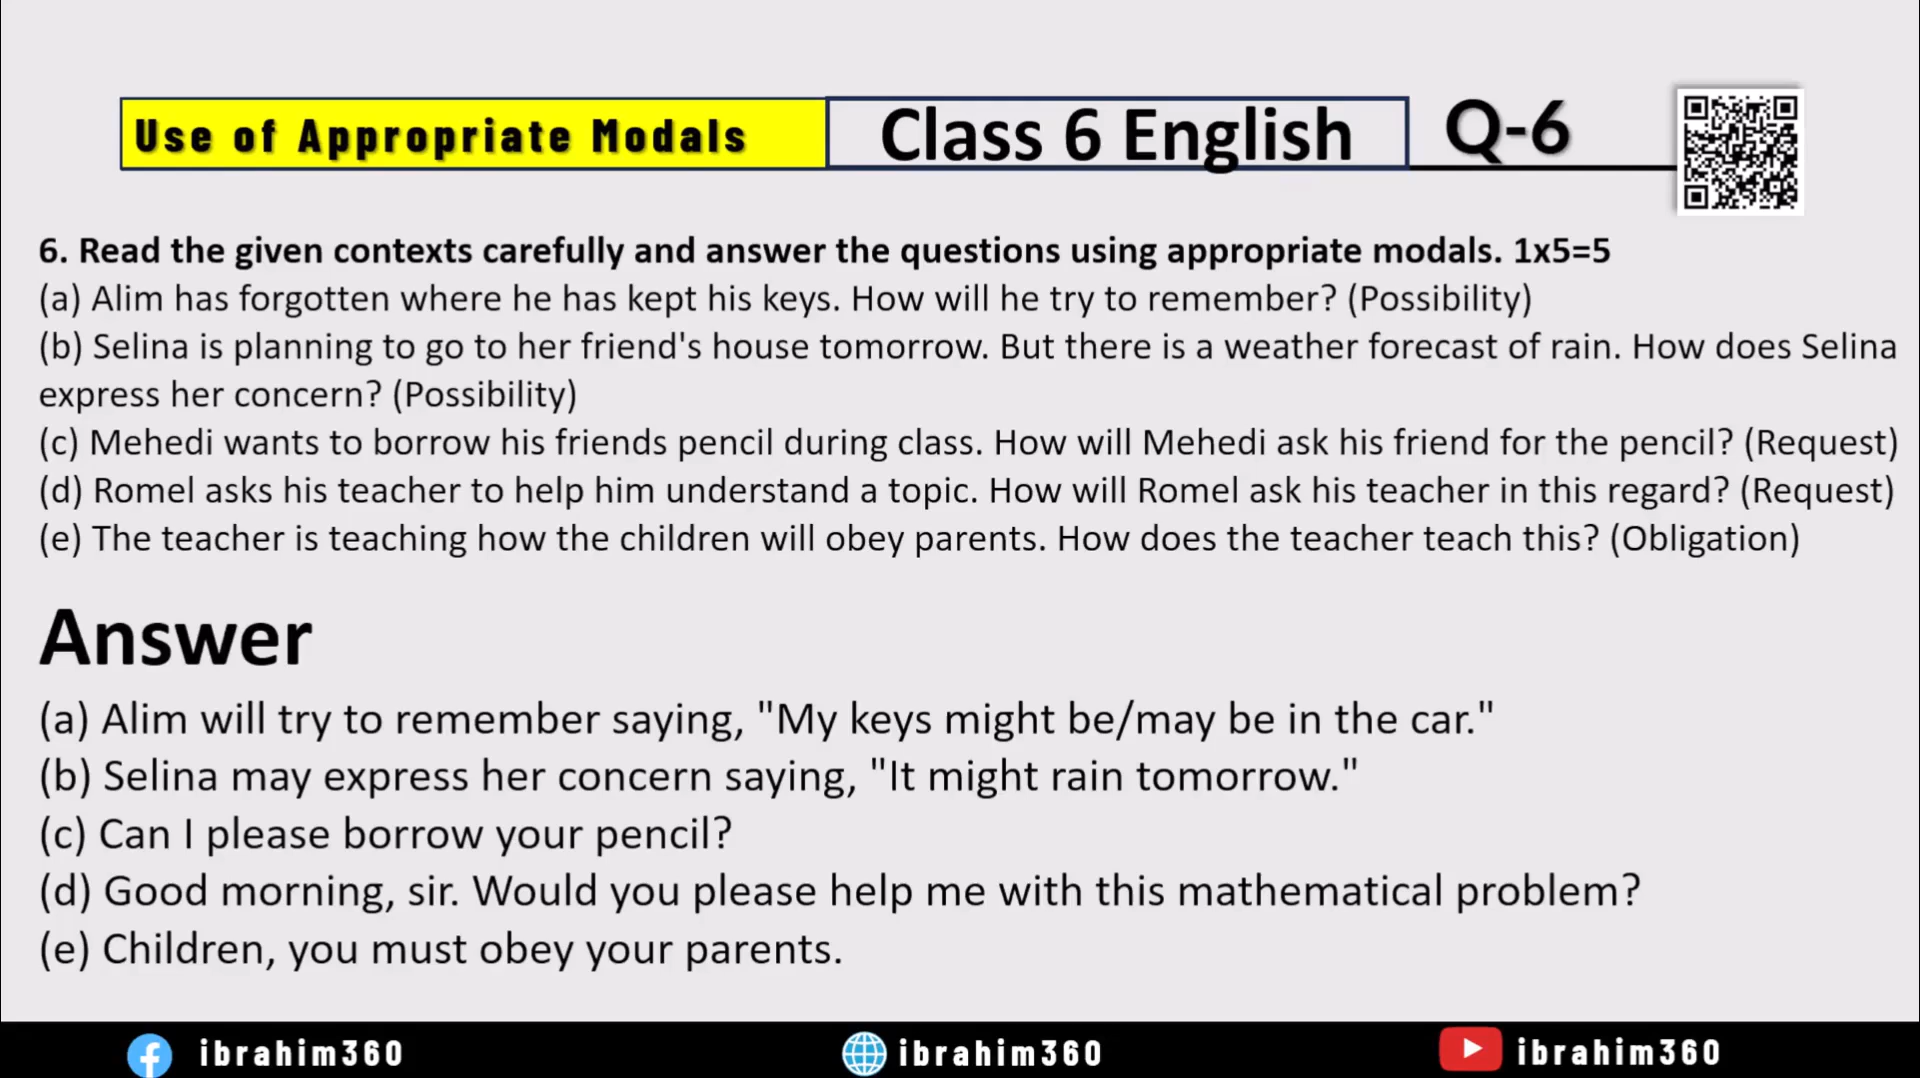 Use of Appropriate Modals
Class 6 English
Q-6
6. Read the given contexts carefully and answer the questions using appropriate modals. 1x5=5
(a) Alim has forgotten where he has kept his keys. How will he try to remember? (Possibility)
(b) Selina is planning to go to her friend's house tomorrow. But there is a weather forecast of rain. How does Selina
express her concern? (Possibility)
(c) Mehedi wants to borrow his friends pencil during class. How will Mehedi ask his friend for the pencil? (Request)
(d) Romel asks his teacher to help him understand a topic. How will Romel ask his teacher in this regard? (Request)
(e) The teacher is teaching how the children will obey parents. How does the teacher teach this? (Obligation)
Answer
(a) Alim will try to remember saying, "My keys might be/may be in the car."
(b) Selina may express her concern saying, "It might rain tomorrow."
(c) Can I please borrow your pencil?
(d) Good morning, sir. Would you please help me with this mathematical problem?
(e) Children, you must obey your parents.
ibrahim360
ibrahim360
ibrahim360